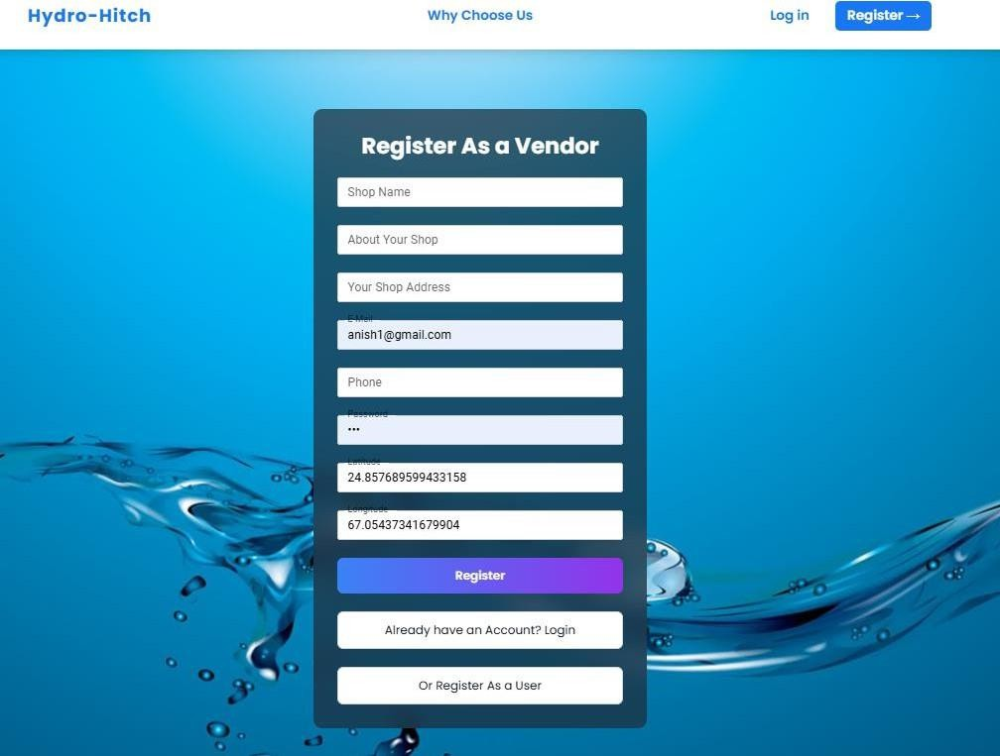 Hydro-Hitch
Why Choose Us
Log in
Register →
Register As a Vendor
Shop Name
About Your Shop
Your Shop Address
E-Mail
anish1@gmail.com
Phone
Password
•••
Latitude
24.857689599433158
Longitude
67.05437341679904
Register
Already have an Account? Login
Or Register As a User